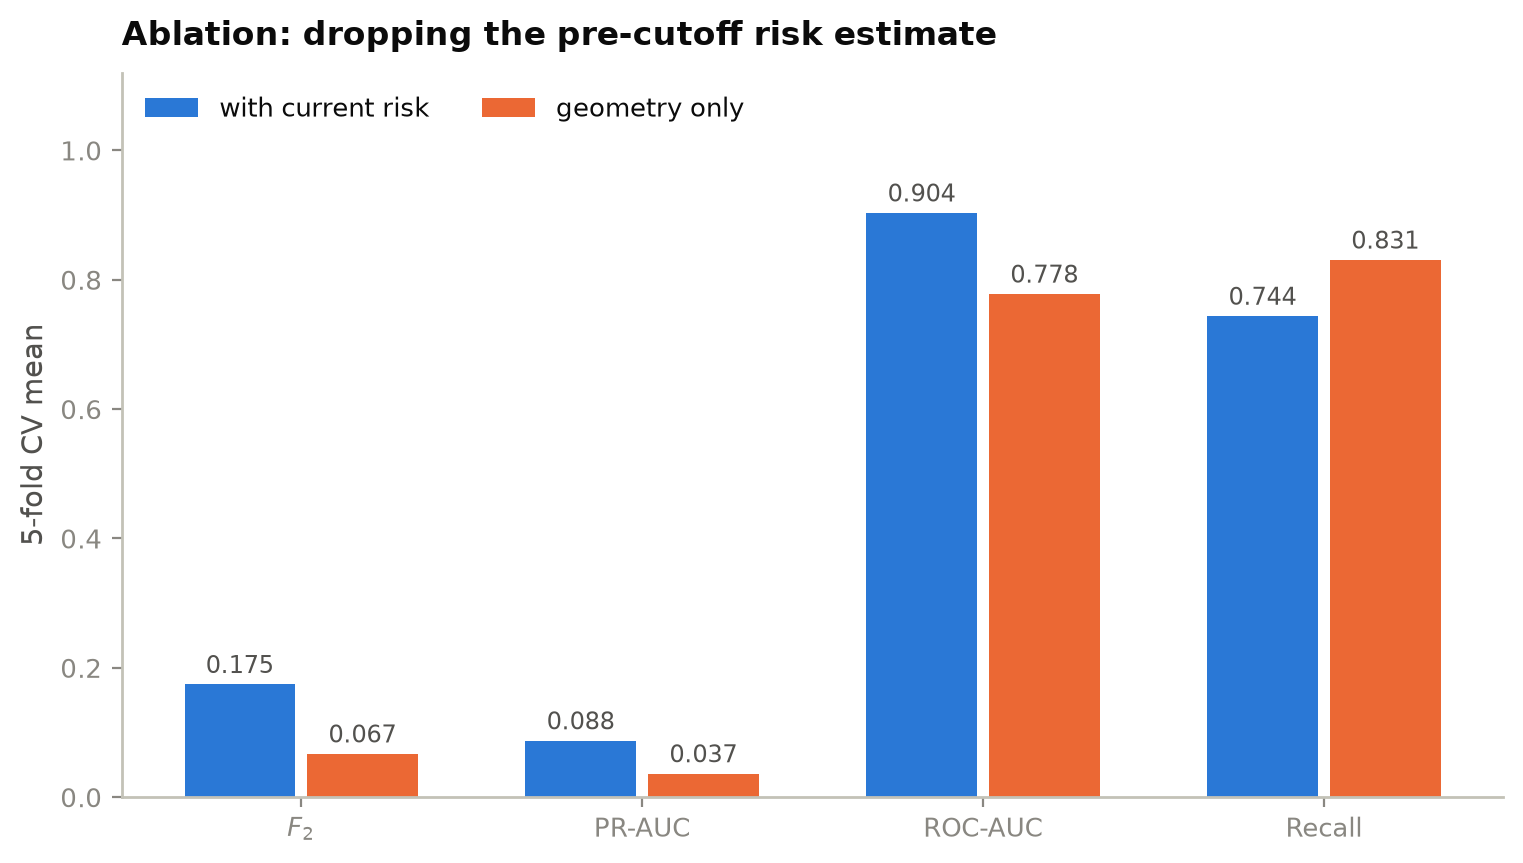 Ablation: dropping the pre-cutoff risk estimate
with current risk
geometry only
5-fold CV mean
1.0
0.8
0.6
0.4
0.2
0.0
0.175
0.067
0.088
0.037
0.904
0.778
0.744
0.831
F₂
PR-AUC
ROC-AUC
Recall